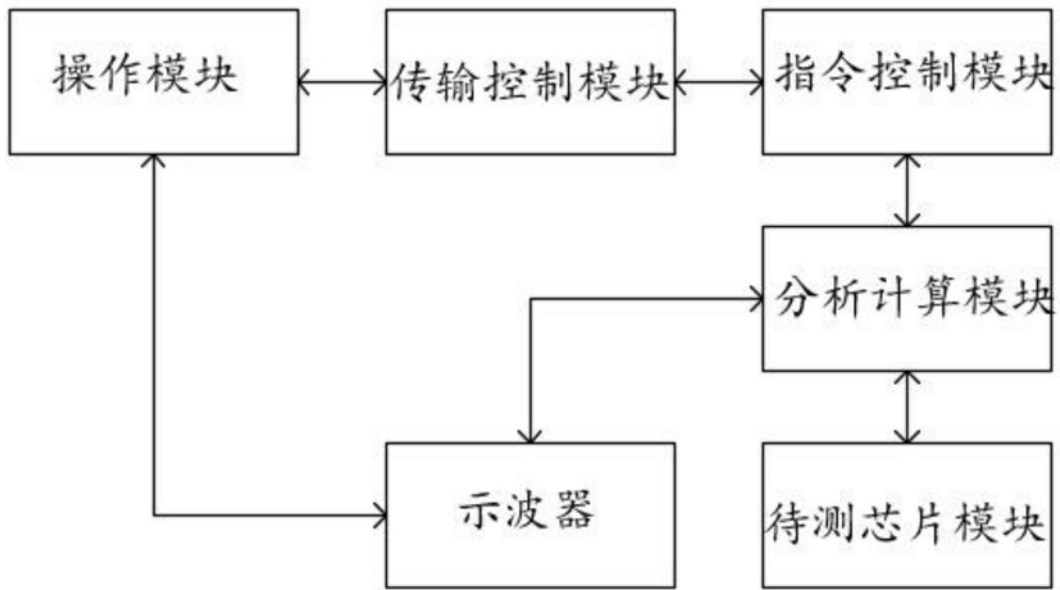 操作模块
传输控制模块
指令控制模块
分析计算模块
示波器
待测芯片模块